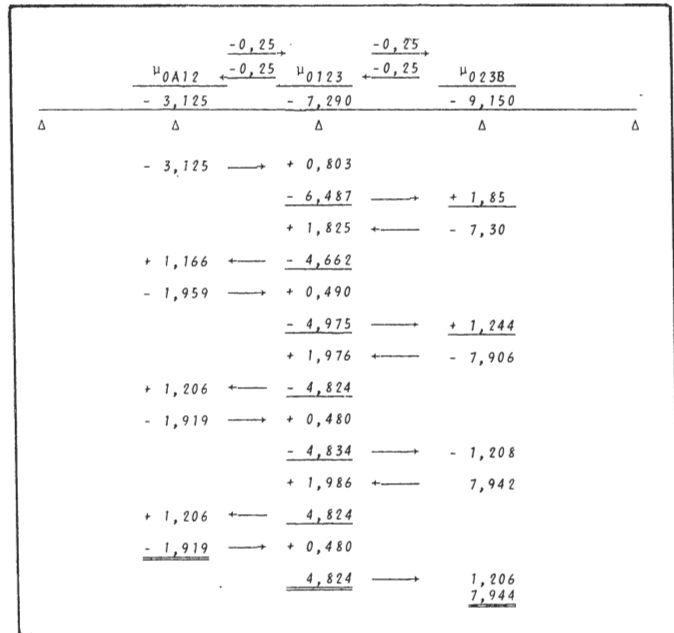 -0,25 → -0,25 →
μ0A12 ← -0,25 μ0123 ← -0,25 μ023B
- 3,125 - 7,290 - 9,150
Δ Δ Δ Δ Δ
- 3,125 → + 0,803
- 6,487 → + 1,85
+ 1,825 ← - 7,30
+ 1,166 ← - 4,662
- 1,959 → + 0,490
- 4,975 → + 1,244
+ 1,976 ← - 7,906
+ 1,206 ← - 4,824
- 1,919 → + 0,480
- 4,834 → - 1,208
+ 1,986 ← 7,942
+ 1,206 ← 4,824
- 1,919 → + 0,480
4,824 → 1,206
7,944